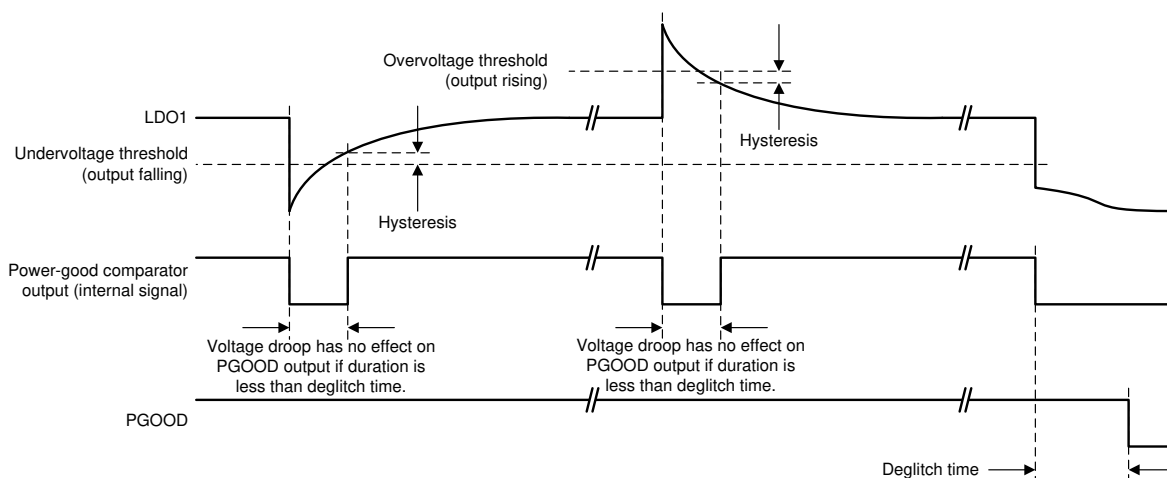 Overvoltage threshold
(output rising)
LDO1
Hysteresis
Undervoltage threshold
(output falling)
Hysteresis
Power-good comparator
output (internal signal)
Voltage droop has no effect on
PGOOD output if duration is
less than deglitch time.
Voltage droop has no effect on
PGOOD output if duration is
less than deglitch time.
PGOOD
Deglitch time